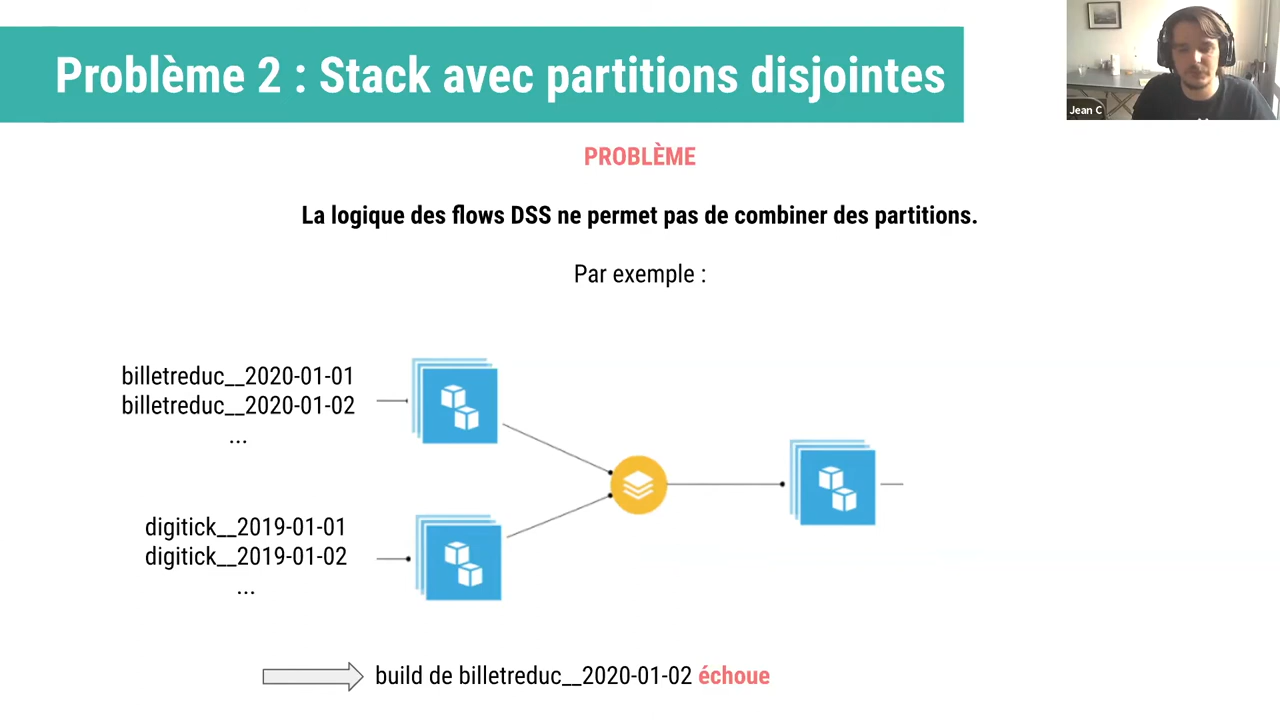 Problème 2 : Stack avec partitions disjointes
Jean C
PROBLÈME
La logique des flows DSS ne permet pas de combiner des partitions.
Par exemple :
billetreduc__2020-01-01
billetreduc__2020-01-02
...
digitick__2019-01-01
digitick__2019-01-02
...
build de billetreduc__2020-01-02 échoue